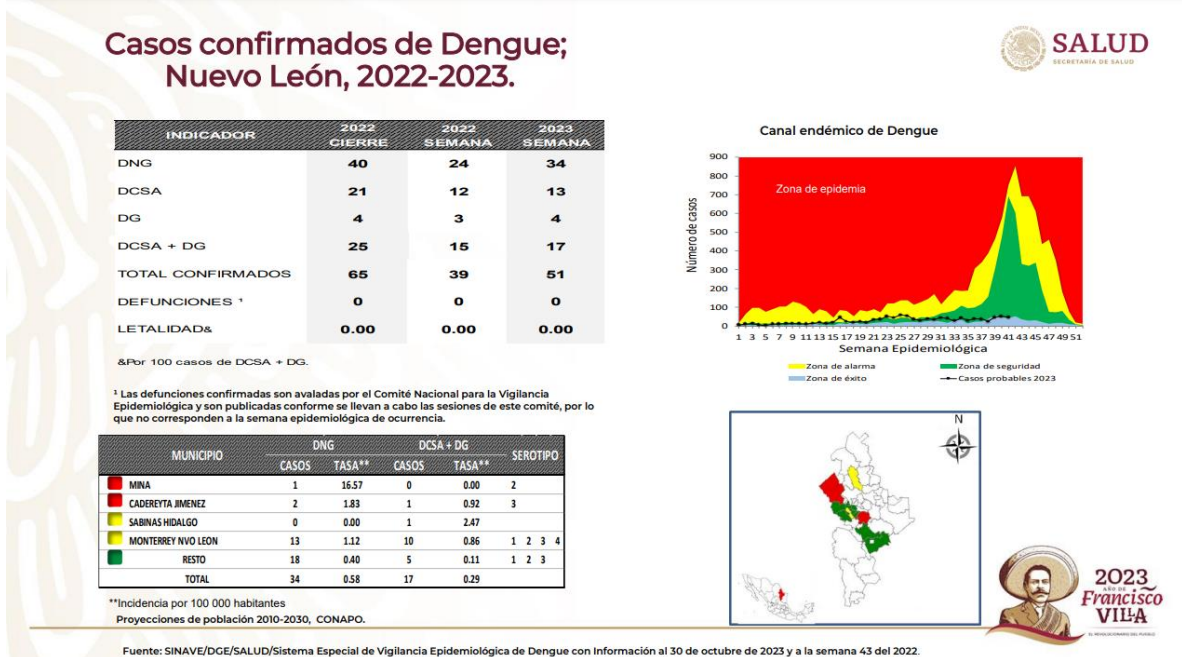 Casos confirmados de Dengue;
Nuevo León, 2022-2023.
SALUD
SECRETARÍA DE SALUD
INDICADOR 2022 CIERRE 2022 SEMANA 2023 SEMANA
DNG 40 24 34
DCSA 21 12 13
DG 4 3 4
DCSA + DG 25 15 17
TOTAL CONFIRMADOS 65 39 51
DEFUNCIONES ¹ 0 0 0
LETALIDAD& 0.00 0.00 0.00
&Por 100 casos de DCSA + DG.
¹ Las defunciones confirmadas son avaladas por el Comité Nacional para la Vigilancia
Epidemiológica y son publicadas conforme se llevan a cabo las sesiones de este comité, por lo
que no corresponden a la semana epidemiológica de ocurrencia.
MUNICIPIO DNG DCSA + DG SEROTIPO
CASOS TASA** CASOS TASA**
MINA 1 16.57 0 0.00 2
CADEREYTA JIMENEZ 2 1.83 1 0.92 3
SABINAS HIDALGO 0 0.00 1 2.47
MONTERREY NVO LEON 13 1.12 10 0.86 1 2 3 4
RESTO 18 0.40 5 0.11 1 2 3
TOTAL 34 0.58 17 0.29
**Incidencia por 100 000 habitantes
Proyecciones de población 2010-2030, CONAPO.
Canal endémico de Dengue
Número de casos
900
800
700
600
500
400
300
200
100
0
Zona de epidemia
1 3 5 7 9 11 13 15 17 19 21 23 25 27 29 31 33 35 37 39 41 43 45 47 49 51
Semana Epidemiológica
Zona de alarma Zona de seguridad
Zona de éxito Casos probables 2023
N
2023
AÑO DE
Francisco
VILLA
EL REVOLUCIONARIO DEL PUEBLO
Fuente: SINAVE/DGE/SALUD/Sistema Especial de Vigilancia Epidemiológica de Dengue con Información al 30 de octubre de 2023 y a la semana 43 del 2022.